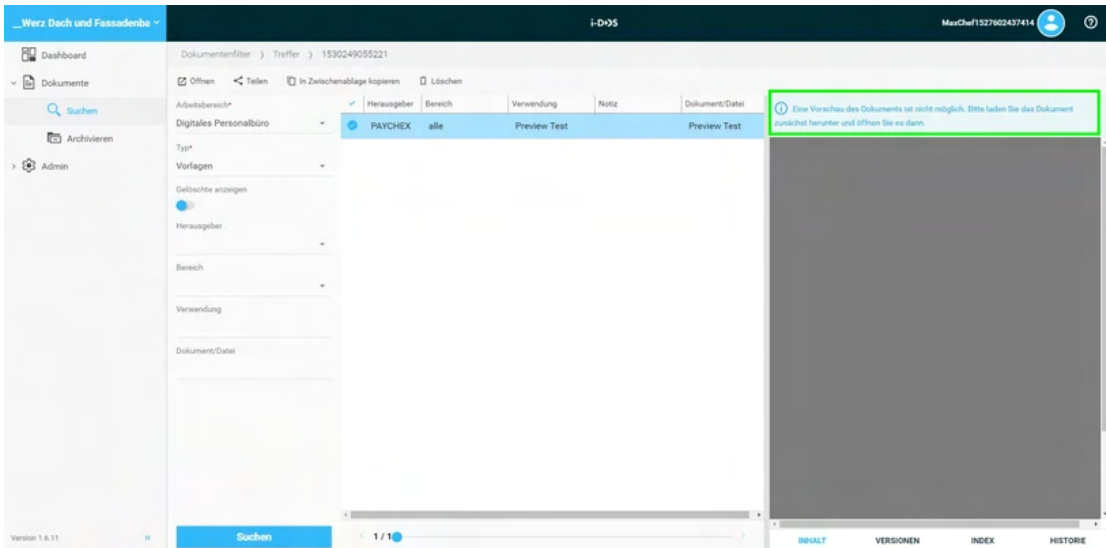 __Werz Dach und Fassadenba
i-DOS
MaxChef1527602437414
Dashboard
Dokumente
Suchen
Archivieren
Admin
Version 1.6.11
Dokumentenfilter 〉 Treffer 〉 1530249055221
Öffnen Teilen In Zwischenablage kopieren Löschen
Arbeitsbereich*
Digitales Personalbüro
Typ*
Vorlagen
Gelöschte anzeigen
Herausgeber
Bereich
Verwendung
Dokument/Datei
Suchen
Herausgeber Bereich Verwendung Notiz Dokument/Datei
PAYCHEX alle Preview Test Preview Test
1 / 1
Eine Vorschau des Dokuments ist nicht möglich. Bitte laden Sie das Dokument
zunächst herunter und öffnen Sie es dann.
INHALT VERSIONEN INDEX HISTORIE